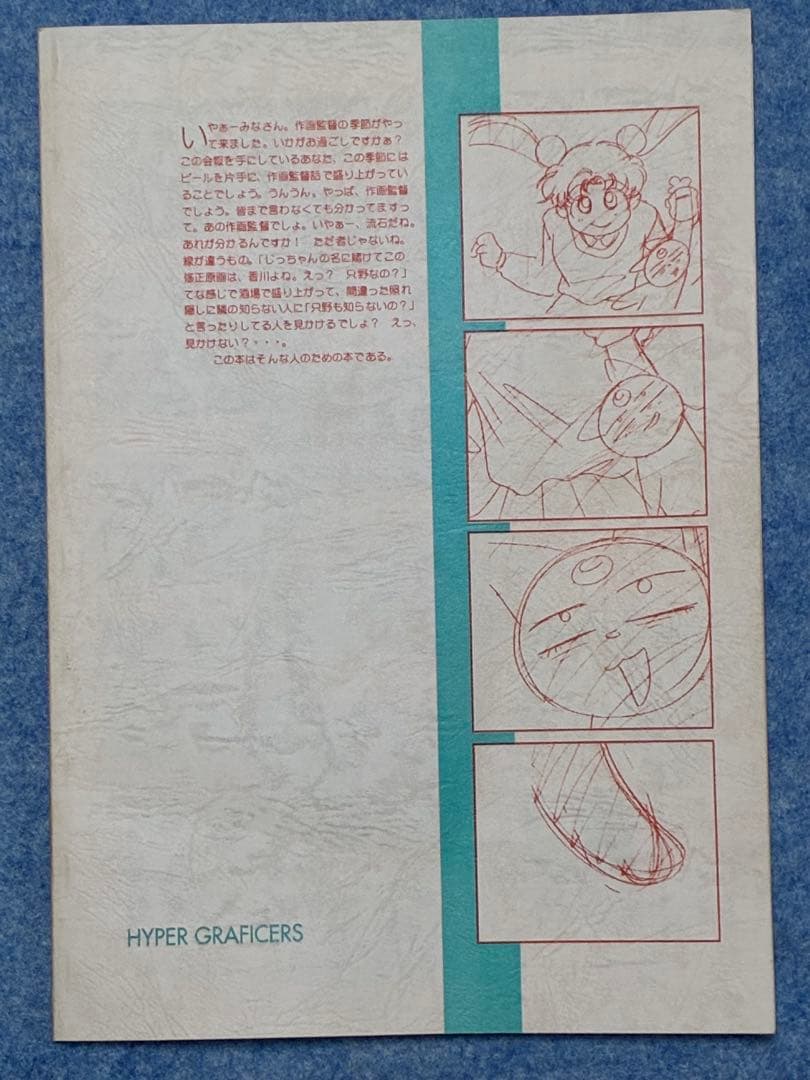 いやぁーみなさん。作画監督の季節がやっ
て来ました。いかがお過ごしですかぁ?
この会報を手にしているあなた、この季節には
ビールを片手に、作画監督話で盛り上がってい
ることでしょう。うんうん。やっぱ、作画監督
でしょう。皆まで言わなくても分かってますっ
て。あの作画監督でしょ。いやぁー、流石だね。
あれが分かるんですか! ただ者じゃないね。
線が違うもの。「じっちゃんの名に賭けてこの
修正原画は、香川よね。えっ? 只野なの?」
てな感じで酒場で盛り上がって、間違った照れ
隠しに隣の知らない人に「只野も知らないの?」
と言ったりしてる人を見かけるでしょ? えっ、
見かけない?・・・。
この本はそんな人のための本である。
HYPER GRAFICERS